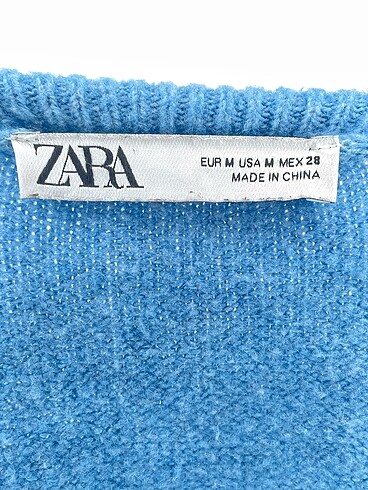 ZARA
EUR M USA M MEX 28
MADE IN CHINA